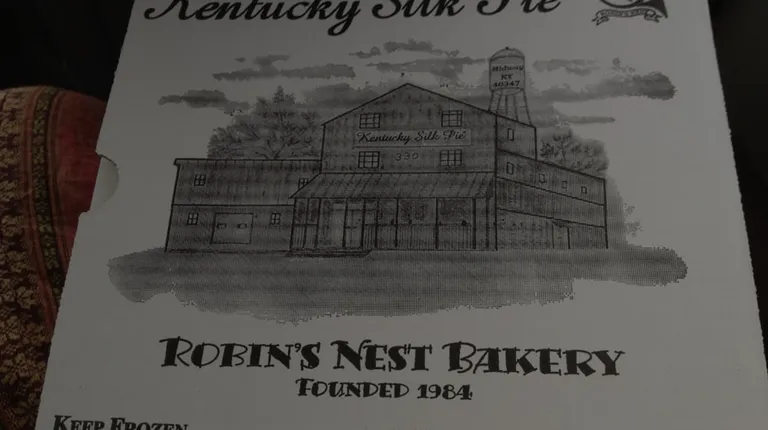 Kentucky Silk Pie
Midway
KY
40347
Kentucky Silk Pie
330
ROBIN'S NEST BAKERY
FOUNDED 1984
KEEP FROZEN